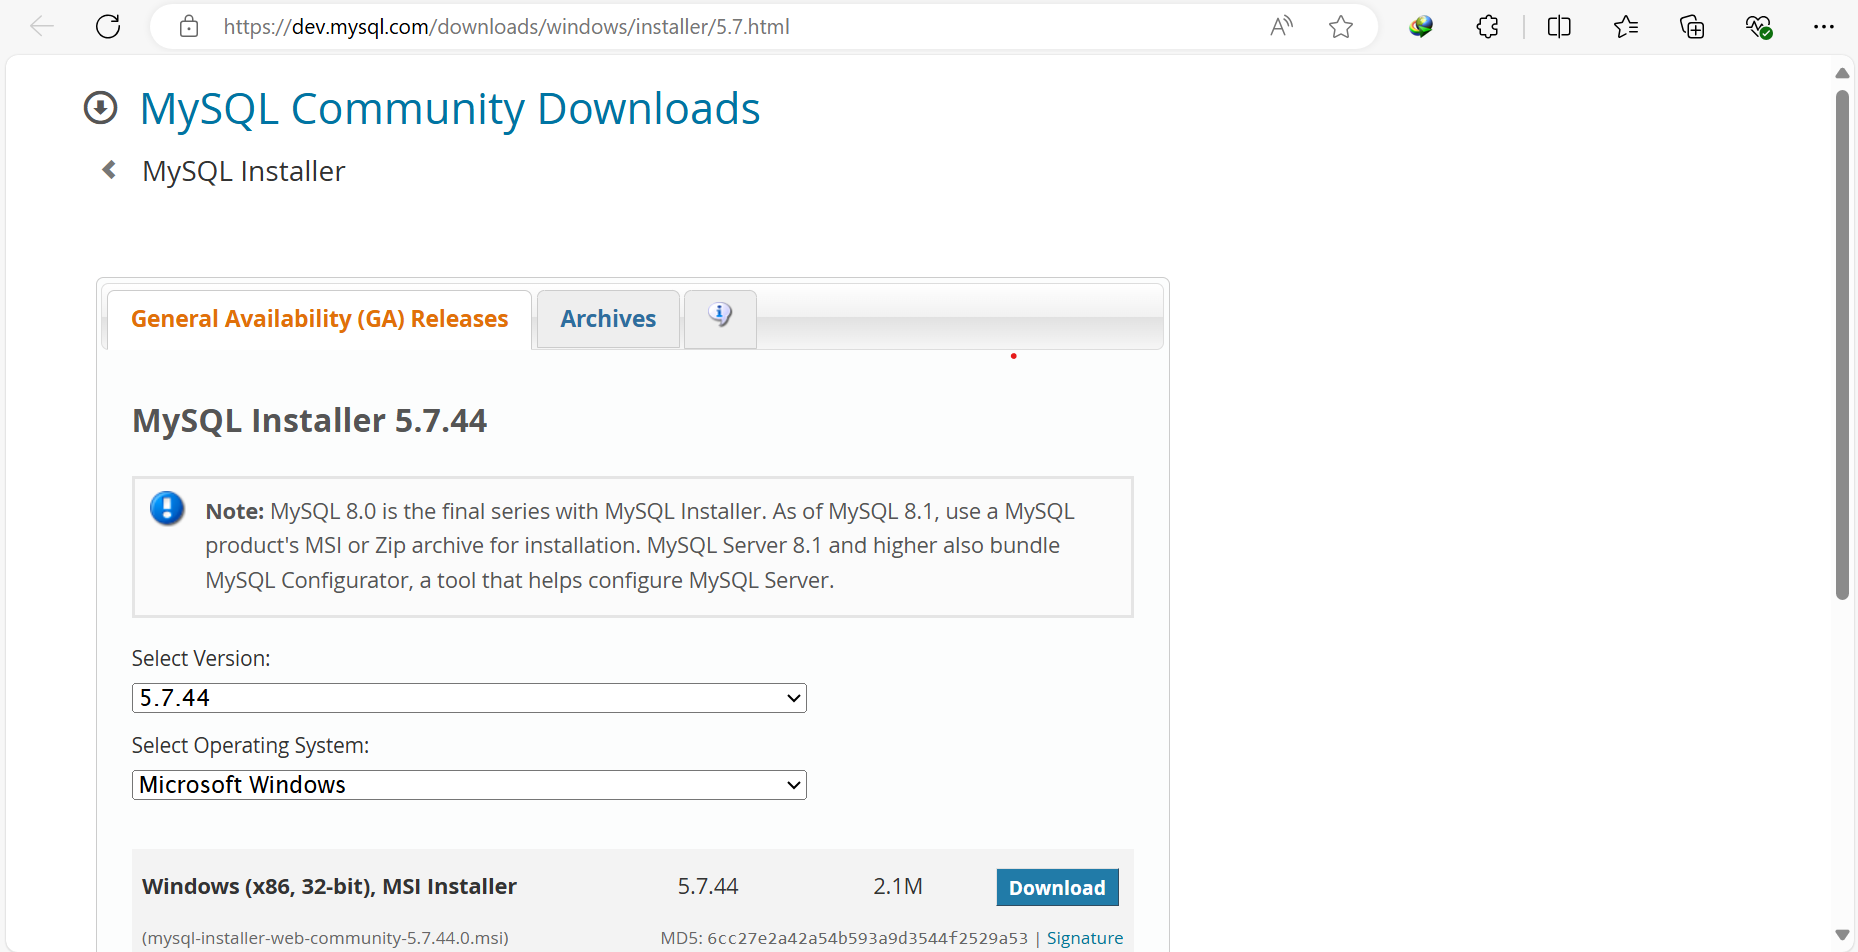 https://dev.mysql.com/downloads/windows/installer/5.7.html
MySQL Community Downloads
MySQL Installer
General Availability (GA) Releases
Archives
MySQL Installer 5.7.44
Note: MySQL 8.0 is the final series with MySQL Installer. As of MySQL 8.1, use a MySQL
product's MSI or Zip archive for installation. MySQL Server 8.1 and higher also bundle
MySQL Configurator, a tool that helps configure MySQL Server.
Select Version:
5.7.44
Select Operating System:
Microsoft Windows
Windows (x86, 32-bit), MSI Installer 5.7.44 2.1M Download
(mysql-installer-web-community-5.7.44.0.msi) MD5: 6cc27e2a42a54b593a9d3544f2529a53 | Signature